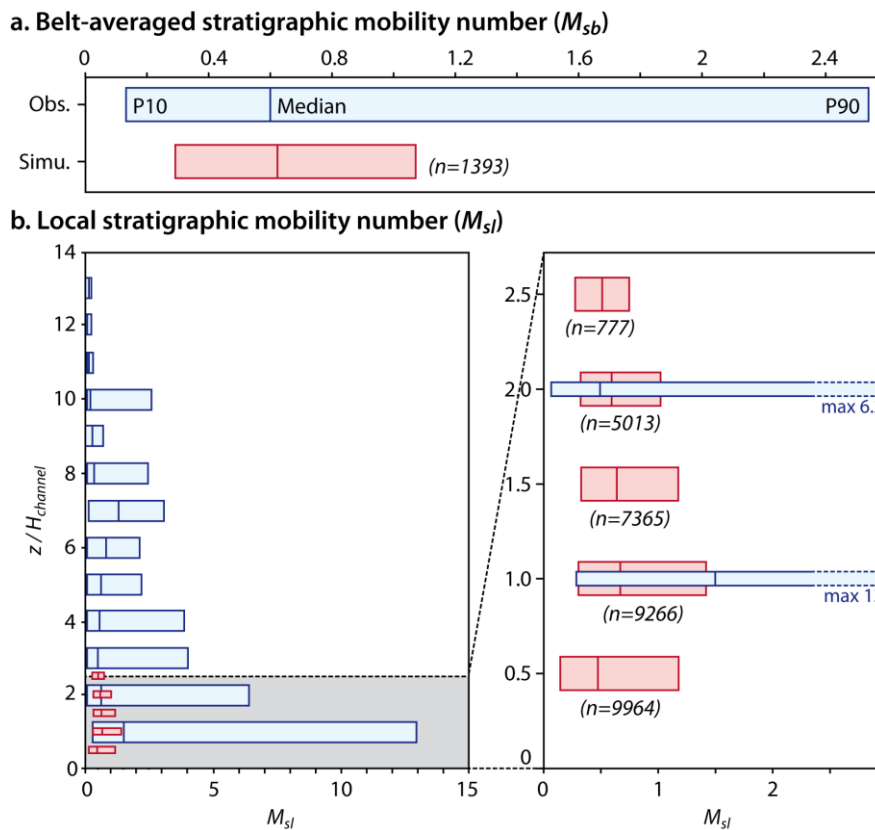 a. Belt-averaged stratigraphic mobility number (Msb)
0 0.4 0.8 1.2 1.6 2 2.4
Obs. P10 Median P90
Simu. (n=1393)
b. Local stratigraphic mobility number (Msl)
14
12
10
8
6
4
2
0
z / Hchannel
0 5 10 15
Msl
2.5
(n=777)
2.0
max 6.
(n=5013)
1.5
(n=7365)
1.0
max 1.
(n=9266)
0.5
(n=9964)
0
0 1 2
Msl